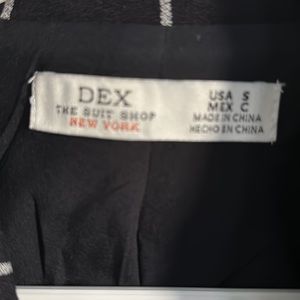 DEX
THE SUIT SHOP
NEW YORK
USA S
MEX C
MADE IN CHINA
HECHO EN CHINA